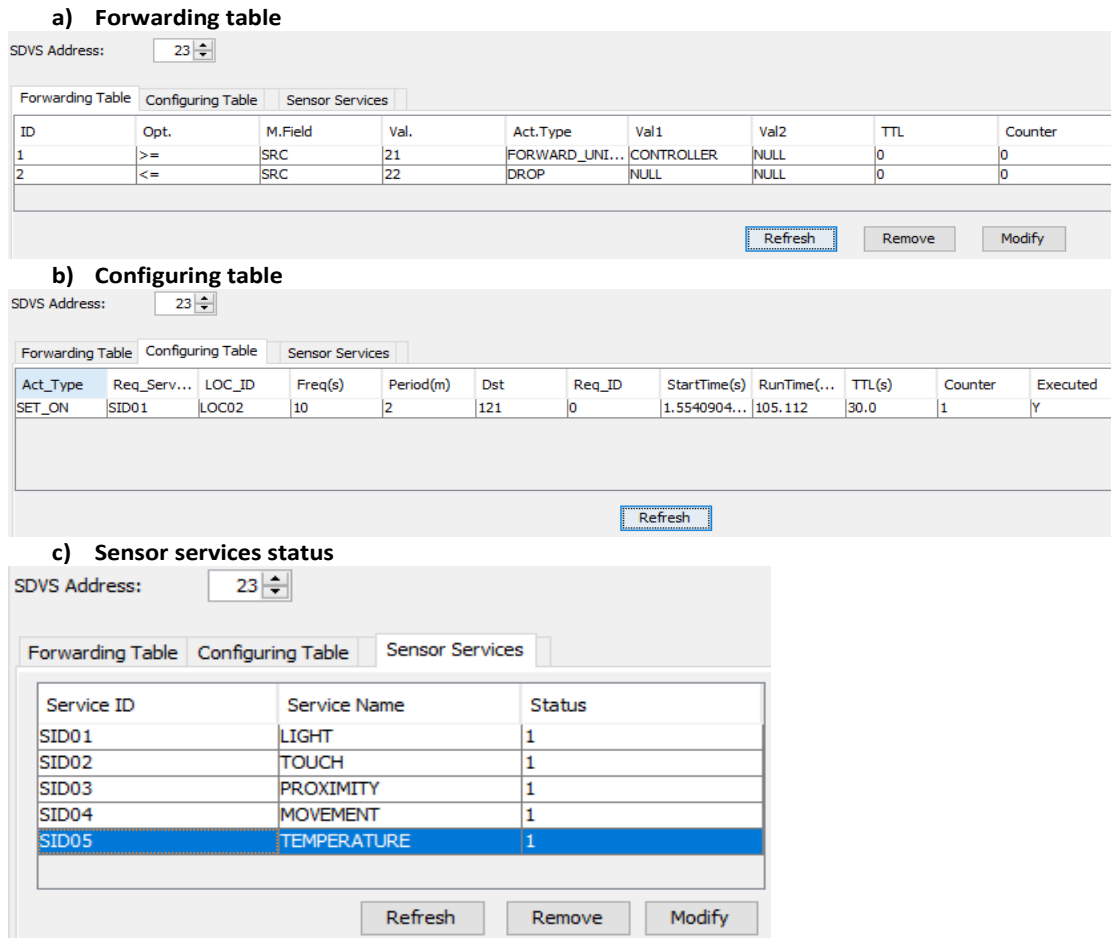 a) Forwarding table
SDVS Address: 23
Forwarding Table Configuring Table Sensor Services
ID Opt. M.Field Val. Act.Type Val1 Val2 TTL Counter
1 >= SRC 21 FORWARD_UNI... CONTROLLER NULL 0 0
2 <= SRC 22 DROP NULL NULL 0 0
Refresh Remove Modify
b) Configuring table
SDVS Address: 23
Forwarding Table Configuring Table Sensor Services
Act_Type Req_Serv... LOC_ID Freq(s) Period(m) Dst Req_ID StartTime(s) RunTime(... TTL(s) Counter Executed
SET_ON SID01 LOC02 10 2 121 0 1.5540904... 105.112 30.0 1 Y
Refresh
c) Sensor services status
SDVS Address: 23
Forwarding Table Configuring Table Sensor Services
Service ID Service Name Status
SID01 LIGHT 1
SID02 TOUCH 1
SID03 PROXIMITY 1
SID04 MOVEMENT 1
SID05 TEMPERATURE 1
Refresh Remove Modify